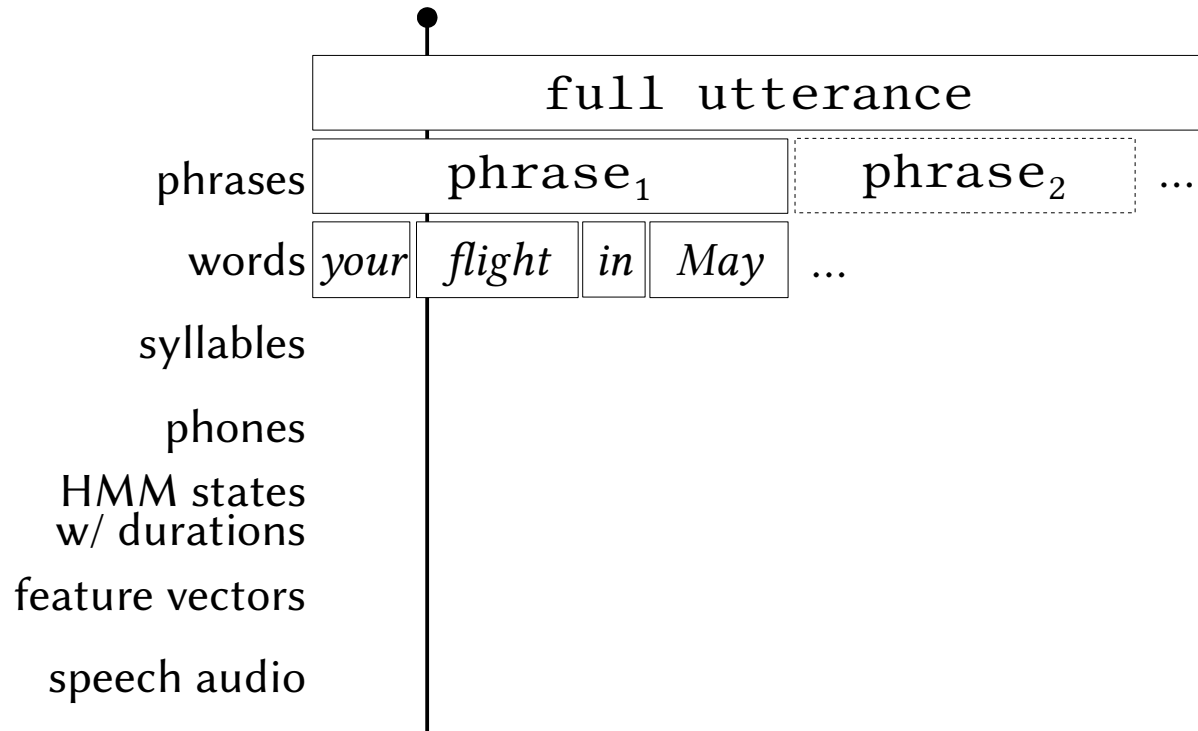 full utterance
phrases phrase₁ phrase₂ ...
words your flight in May ...
syllables
phones
HMM states
w/ durations
feature vectors
speech audio